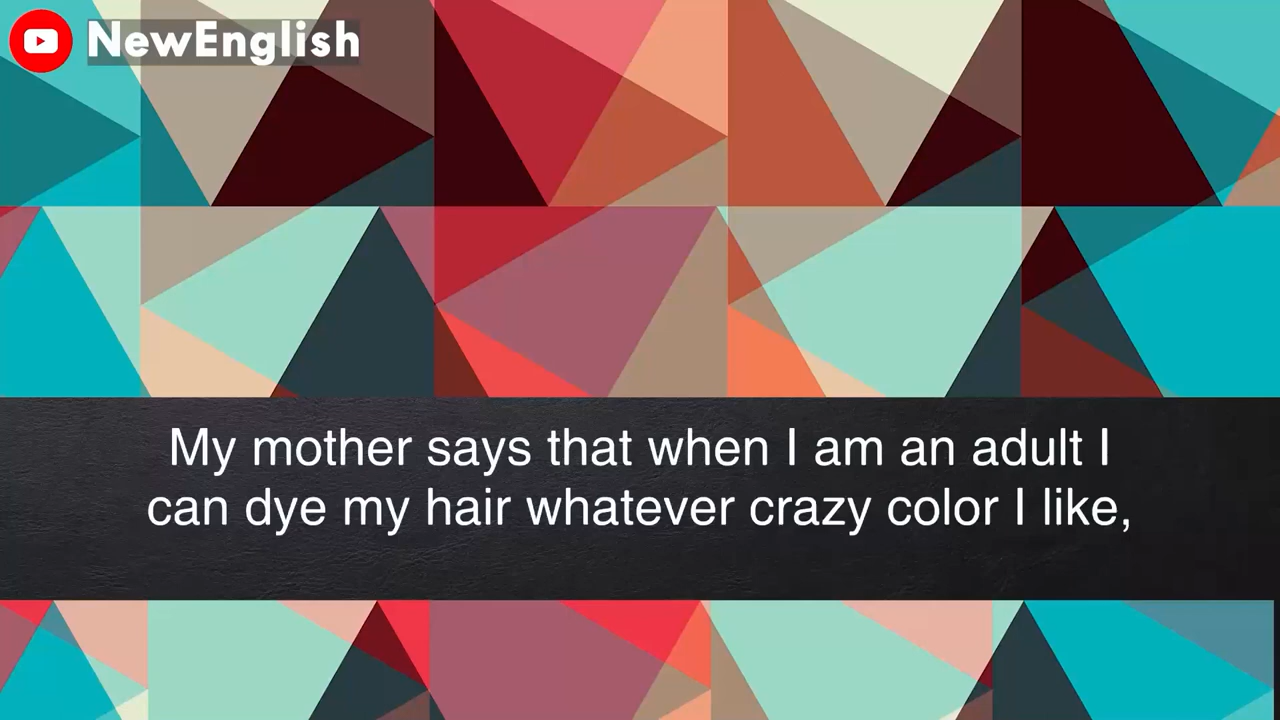 NewEnglish
My mother says that when I am an adult I
can dye my hair whatever crazy color I like,